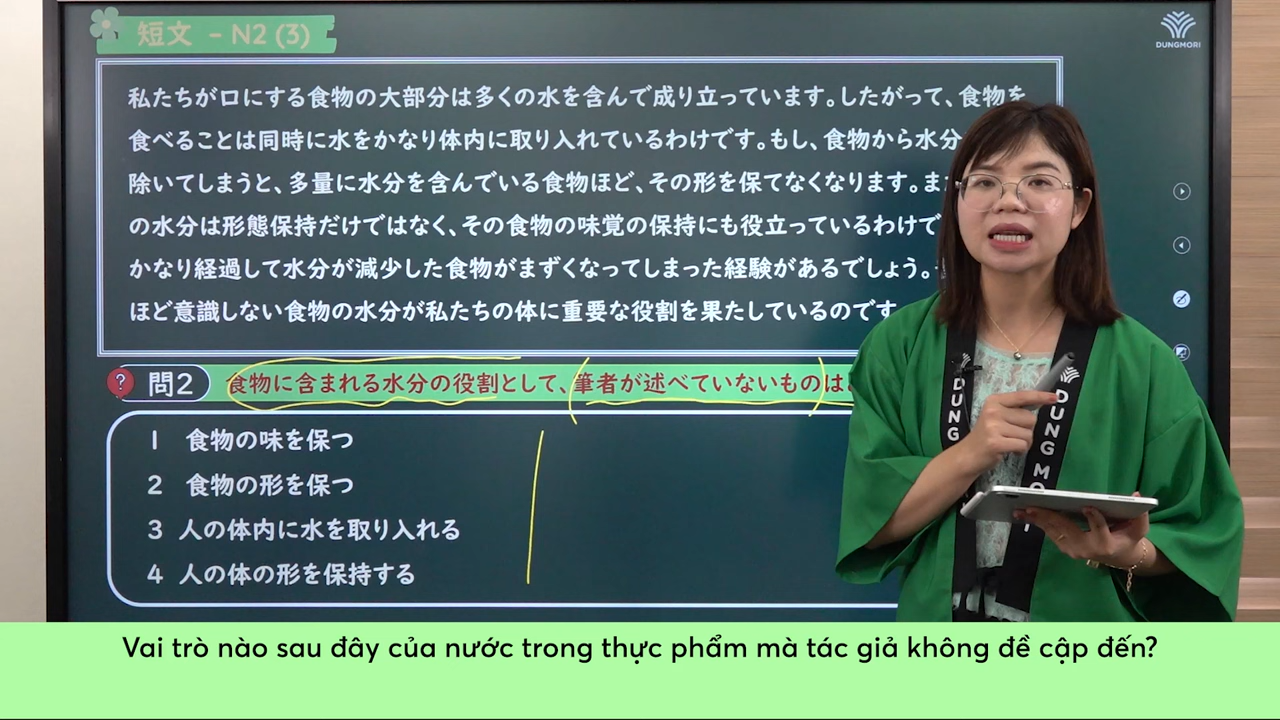 短文 - N2 (3)
DUNGMORI
私たちが口にする食物の大部分は多くの水を含んで成り立っています。したがって、食物を
食べることは同時に水をかなり体内に取り入れているわけです。もし、食物から水分
除いてしまうと、多量に水分を含んでいる食物ほど、その形を保てなくなります。ま
の水分は形態保持だけではなく、その食物の味覚の保持にも役立っているわけで
かなり経過して水分が減少した食物がまずくなってしまった経験があるでしょう。
ほど意識しない食物の水分が私たちの体に重要な役割を果たしているのです
? 問2 食物に含まれる水分の役割として、筆者が述べていないものは
1 食物の味を保つ
2 食物の形を保つ
3 人の体内に水を取り入れる
4 人の体の形を保持する
DUNG
DUNG MO
Vai trò nào sau đây của nước trong thực phẩm mà tác giả không đề cập đến?